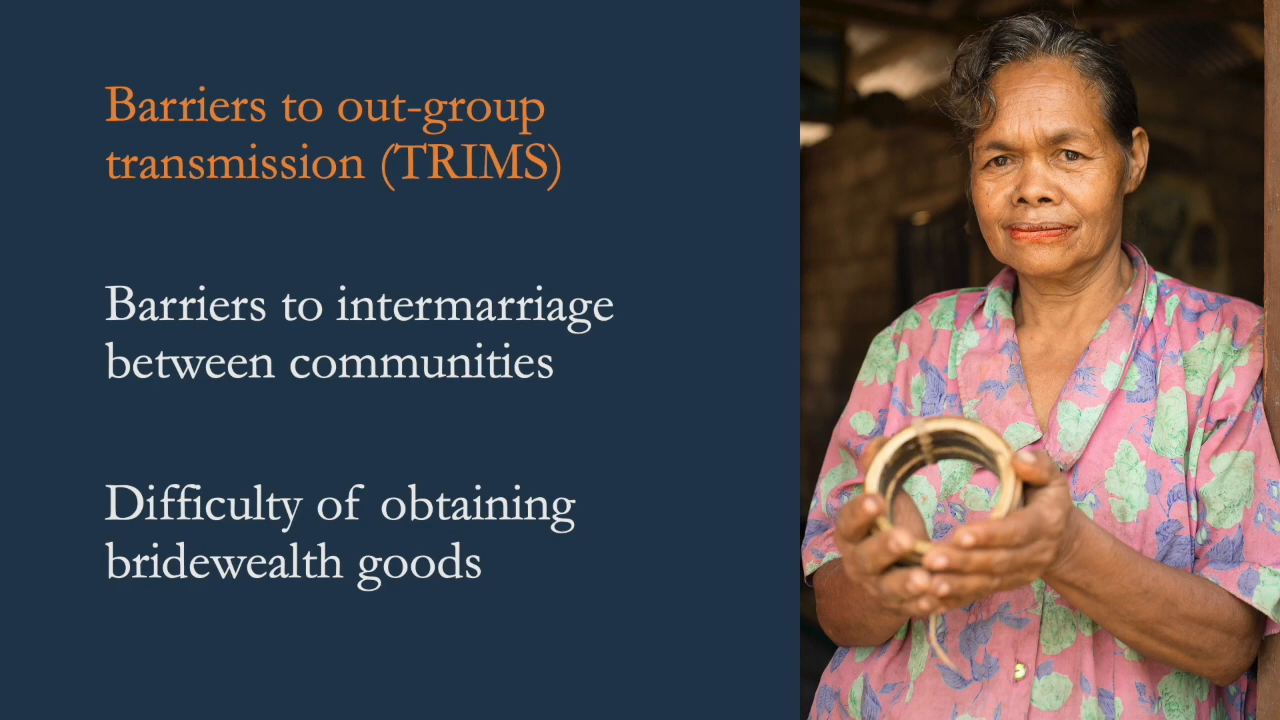 Barriers to out-group
transmission (TRIMS)
Barriers to intermarriage
between communities
Difficulty of obtaining
bridewealth goods